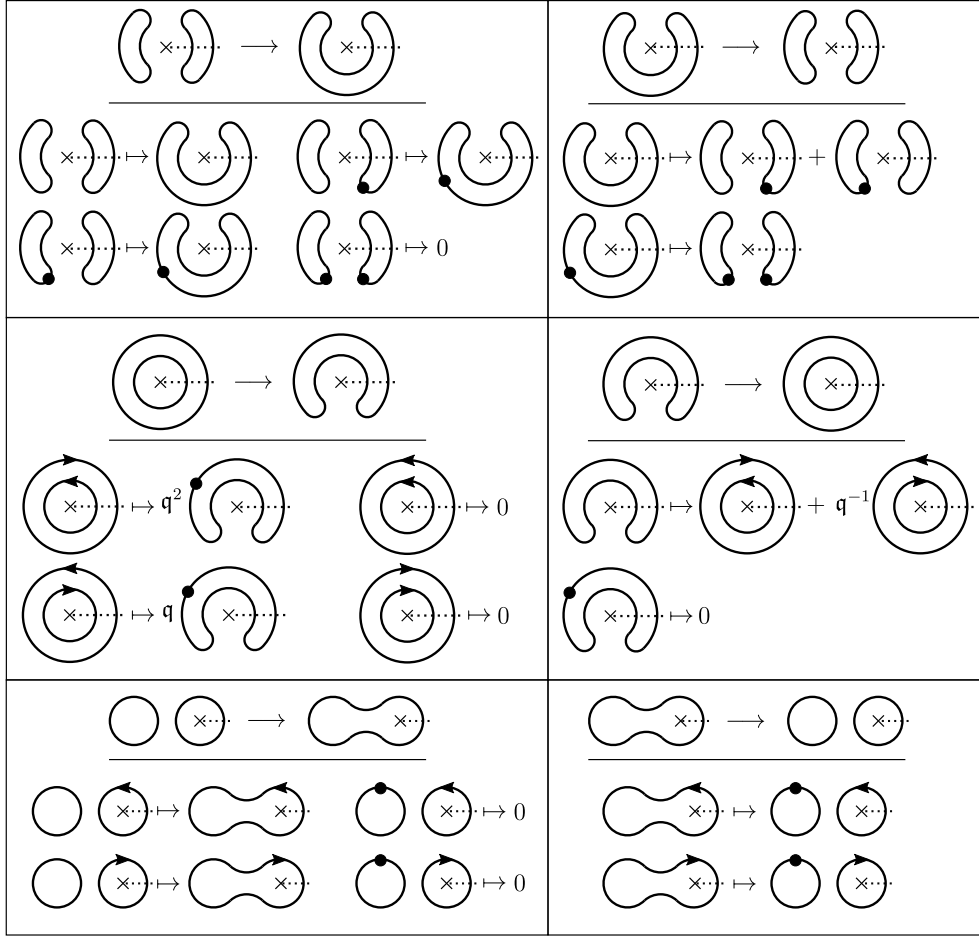 ⟶
⟶
↦ ↦
↦ + 
↦ ↦ 0
↦
⟶
⟶
↦ 𝔮² ↦ 0
↦ + 𝔮⁻¹
↦ 𝔮 ↦ 0
↦ 0
⟶
⟶
↦ ↦ 0
↦
↦ ↦ 0
↦